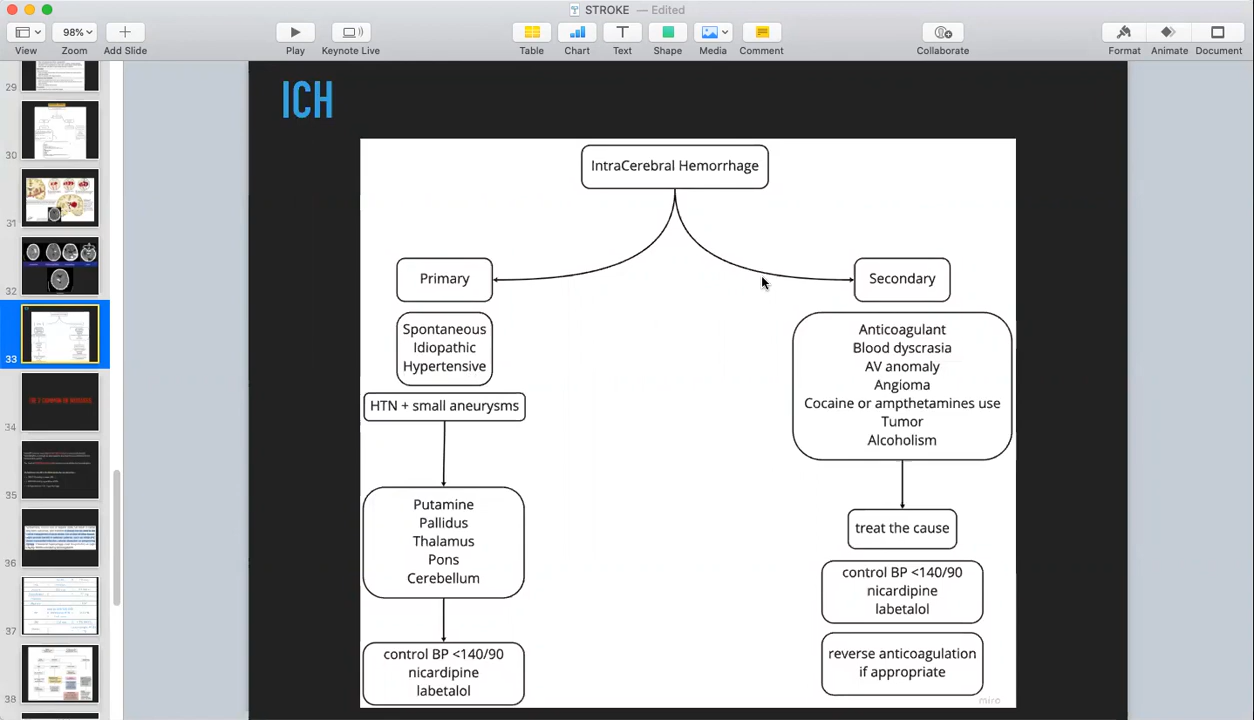 STROKE — Edited
98%
View
Zoom
Add Slide
Play
Keynote Live
Table
Chart
Text
Shape
Media
Comment
Collaborate
Format
Animate
Document
29
30
31
32
33
34
35
36
37
38
ICH
IntraCerebral Hemorrhage
Primary
Spontaneous
Idiopathic
Hypertensive
HTN + small aneurysms
Putamine
Pallidus
Thalamus
Pons
Cerebellum
control BP <140/90
nicardipine
labetalol
Secondary
Anticoagulant
Blood dyscrasia
AV anomaly
Angioma
Cocaine or ampthetamines use
Tumor
Alcoholism
treat the cause
control BP <140/90
nicardipine
labetalol
reverse anticoagulation
if appropriate
miro